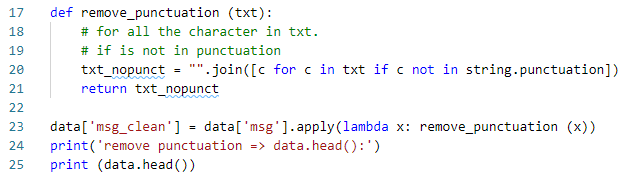 17 def remove_punctuation (txt):
18     # for all the character in txt.
19     # if is not in punctuation
20     txt_nopunct = "".join([c for c in txt if c not in string.punctuation])
21     return txt_nopunct
22
23 data['msg_clean'] = data['msg'].apply(lambda x: remove_punctuation (x))
24 print('remove punctuation => data.head():')
25 print (data.head())